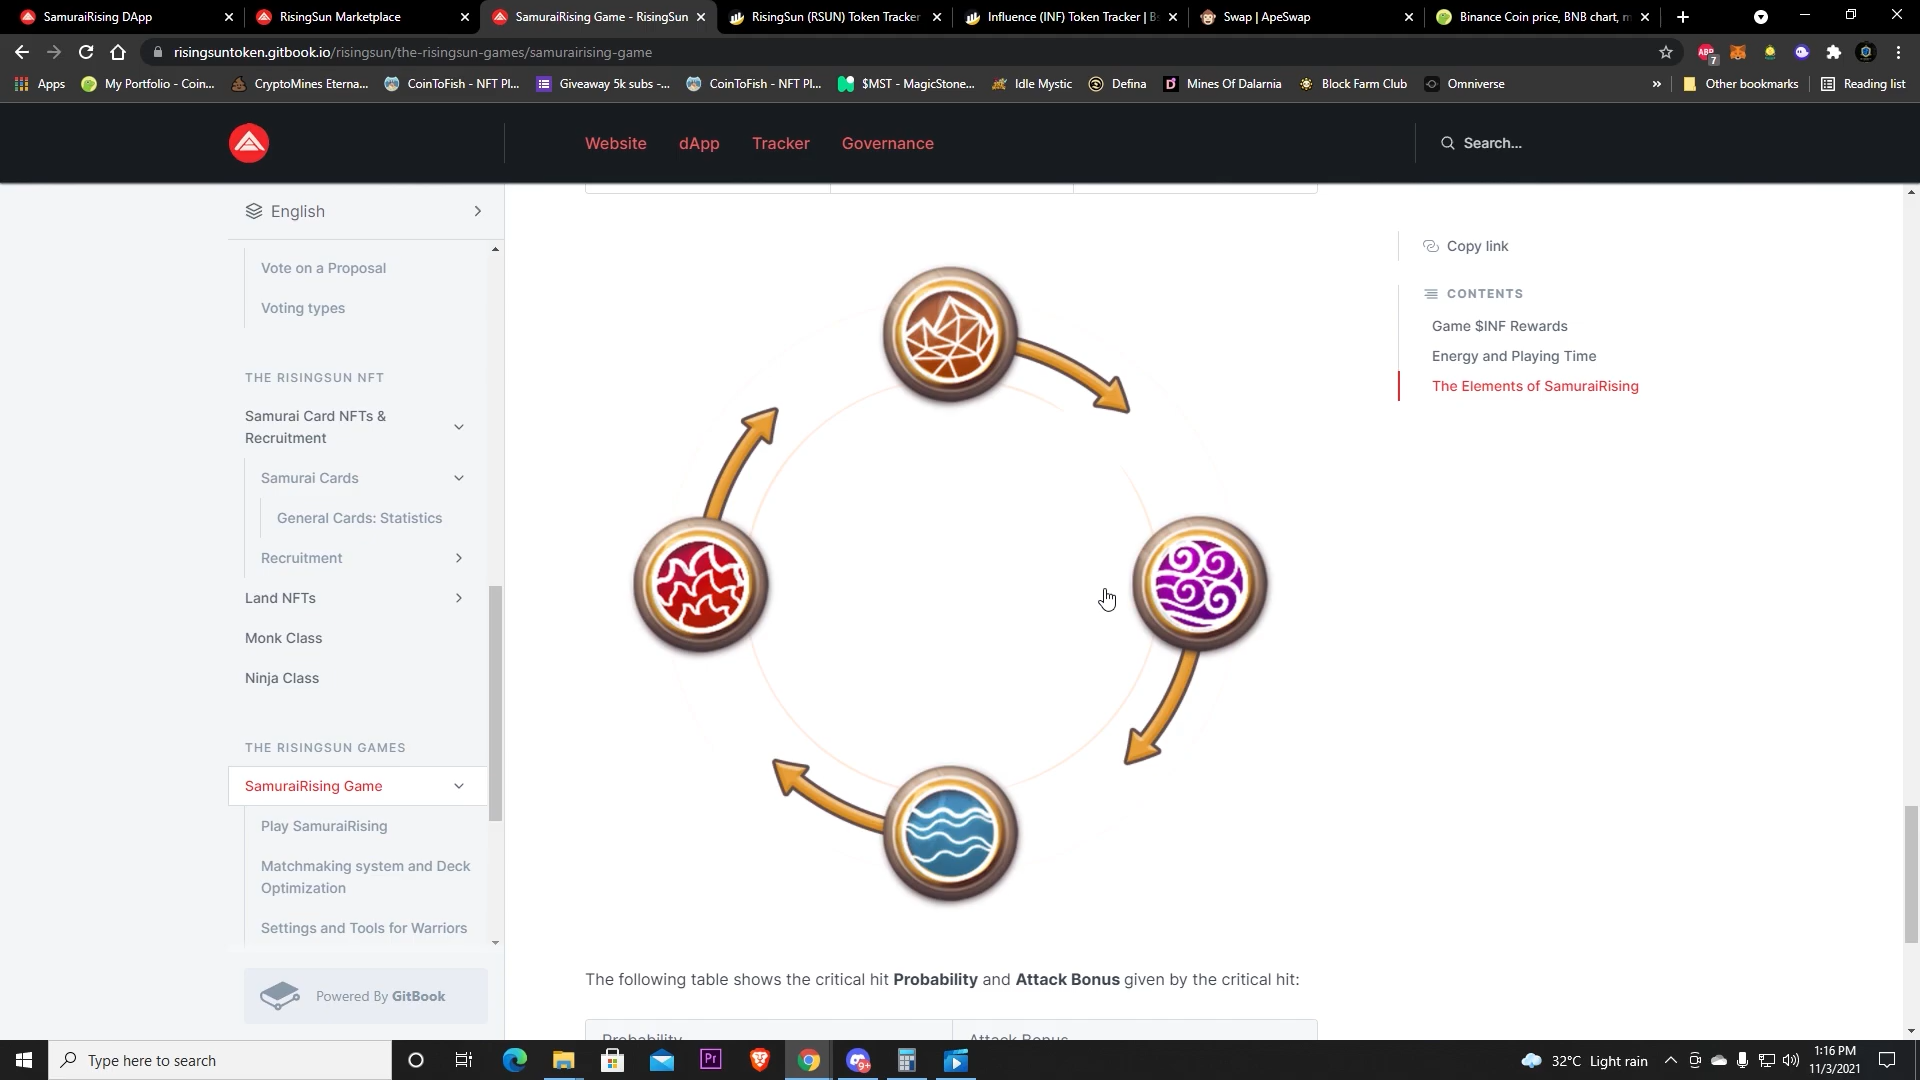 SamuraiRising DApp
RisingSun Marketplace
SamuraiRising Game - RisingSun
RisingSun (RSUN) Token Tracker
Influence (INF) Token Tracker | B
Swap | ApeSwap
Binance Coin price, BNB chart, m
risingsuntoken.gitbook.io/risingsun/the-risingsun-games/samurairising-game
ABP
7
Apps
My Portfolio - Coin...
CryptoMines Eterna...
CoinToFish - NFT Pl...
Giveaway 5k subs -...
CoinToFish - NFT Pl...
$MST - MagicStone...
Idle Mystic
Defina
Mines Of Dalarnia
Block Farm Club
Omniverse
»
Other bookmarks
Reading list
Website
dApp
Tracker
Governance
Search...
English
Vote on a Proposal
Voting types
THE RISINGSUN NFT
Samurai Card NFTs &
Recruitment
Samurai Cards
General Cards: Statistics
Recruitment
Land NFTs
Monk Class
Ninja Class
THE RISINGSUN GAMES
SamuraiRising Game
Play SamuraiRising
Matchmaking system and Deck
Optimization
Settings and Tools for Warriors
Powered By GitBook
Copy link
CONTENTS
Game $INF Rewards
Energy and Playing Time
The Elements of SamuraiRising
The following table shows the critical hit Probability and Attack Bonus given by the critical hit:
Probability
Attack Bonus
Type here to search
Pr
9+
32°C Light rain
1:16 PM
11/3/2021